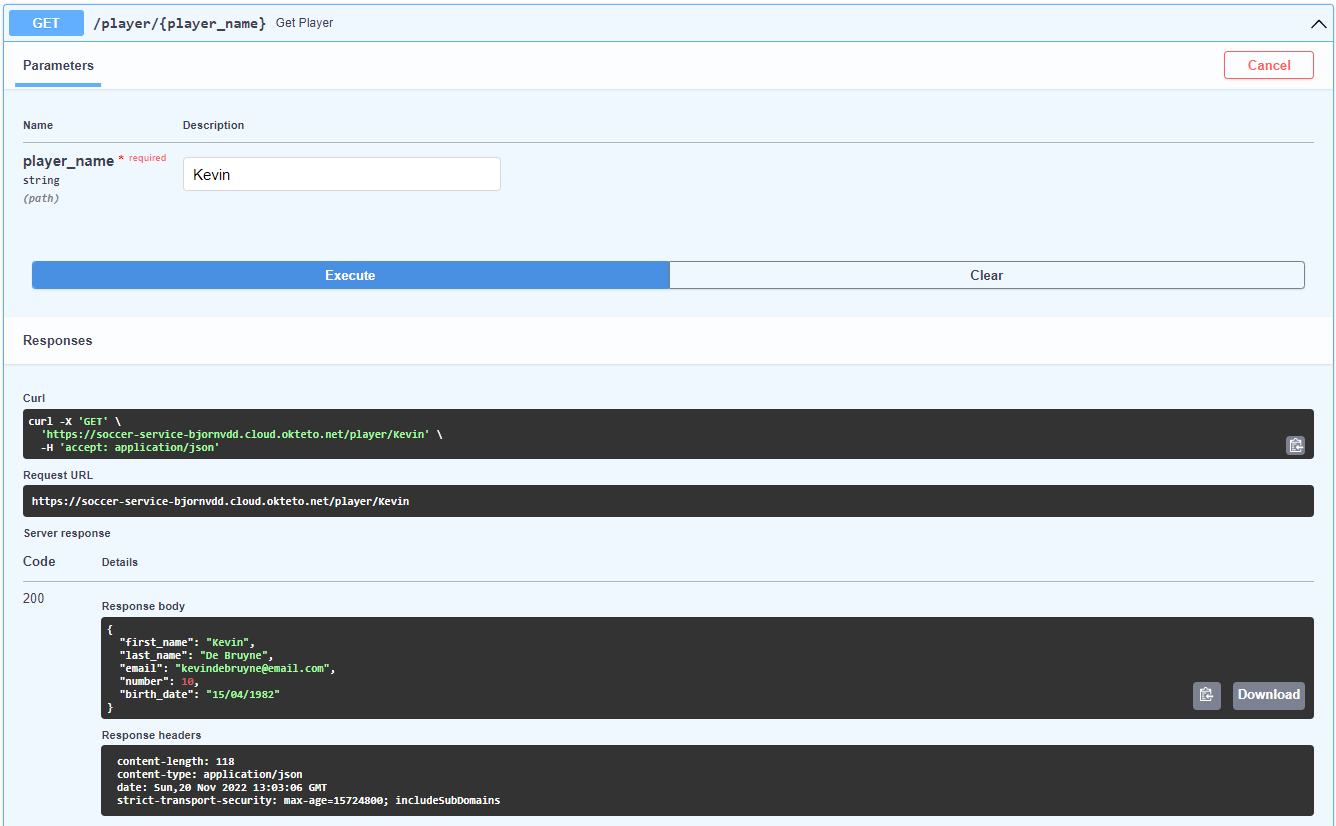 GET /player/{player_name} Get Player
Parameters
Cancel
Name Description
player_name * required
string
(path)
Kevin
Execute Clear
Responses
Curl
curl -X 'GET' \
'https://soccer-service-bjornvdd.cloud.okteto.net/player/Kevin' \
-H 'accept: application/json'
Request URL
https://soccer-service-bjornvdd.cloud.okteto.net/player/Kevin
Server response
Code Details
200
Response body
{
"first_name": "Kevin",
"last_name": "De Bruyne",
"email": "kevindebruyne@email.com",
"number": 10,
"birth_date": "15/04/1982"
}
Download
Response headers
content-length: 118
content-type: application/json
date: Sun,20 Nov 2022 13:03:06 GMT
strict-transport-security: max-age=15724800; includeSubDomains